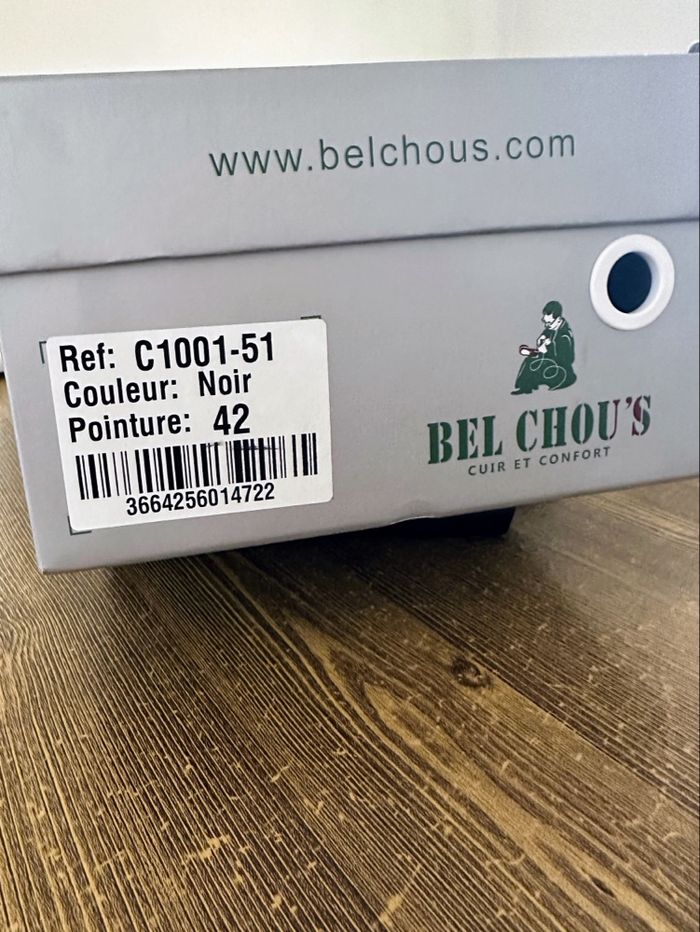 www.belchous.com
Ref: C1001-51
Couleur: Noir
Pointure: 42
3664256014722
BEL CHOU'S
CUIR ET CONFORT